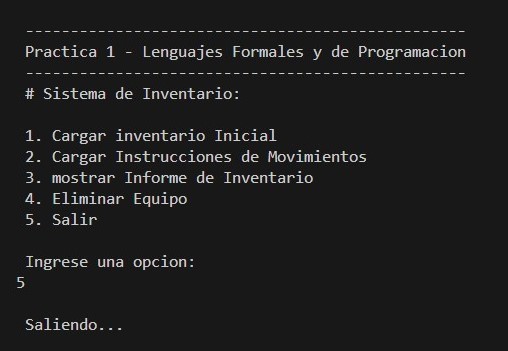 -------------------------------------------------
Practica 1 - Lenguajes Formales y de Programacion
-------------------------------------------------
# Sistema de Inventario:
1. Cargar inventario Inicial
2. Cargar Instrucciones de Movimientos
3. mostrar Informe de Inventario
4. Eliminar Equipo
5. Salir
Ingrese una opcion:
5
Saliendo...